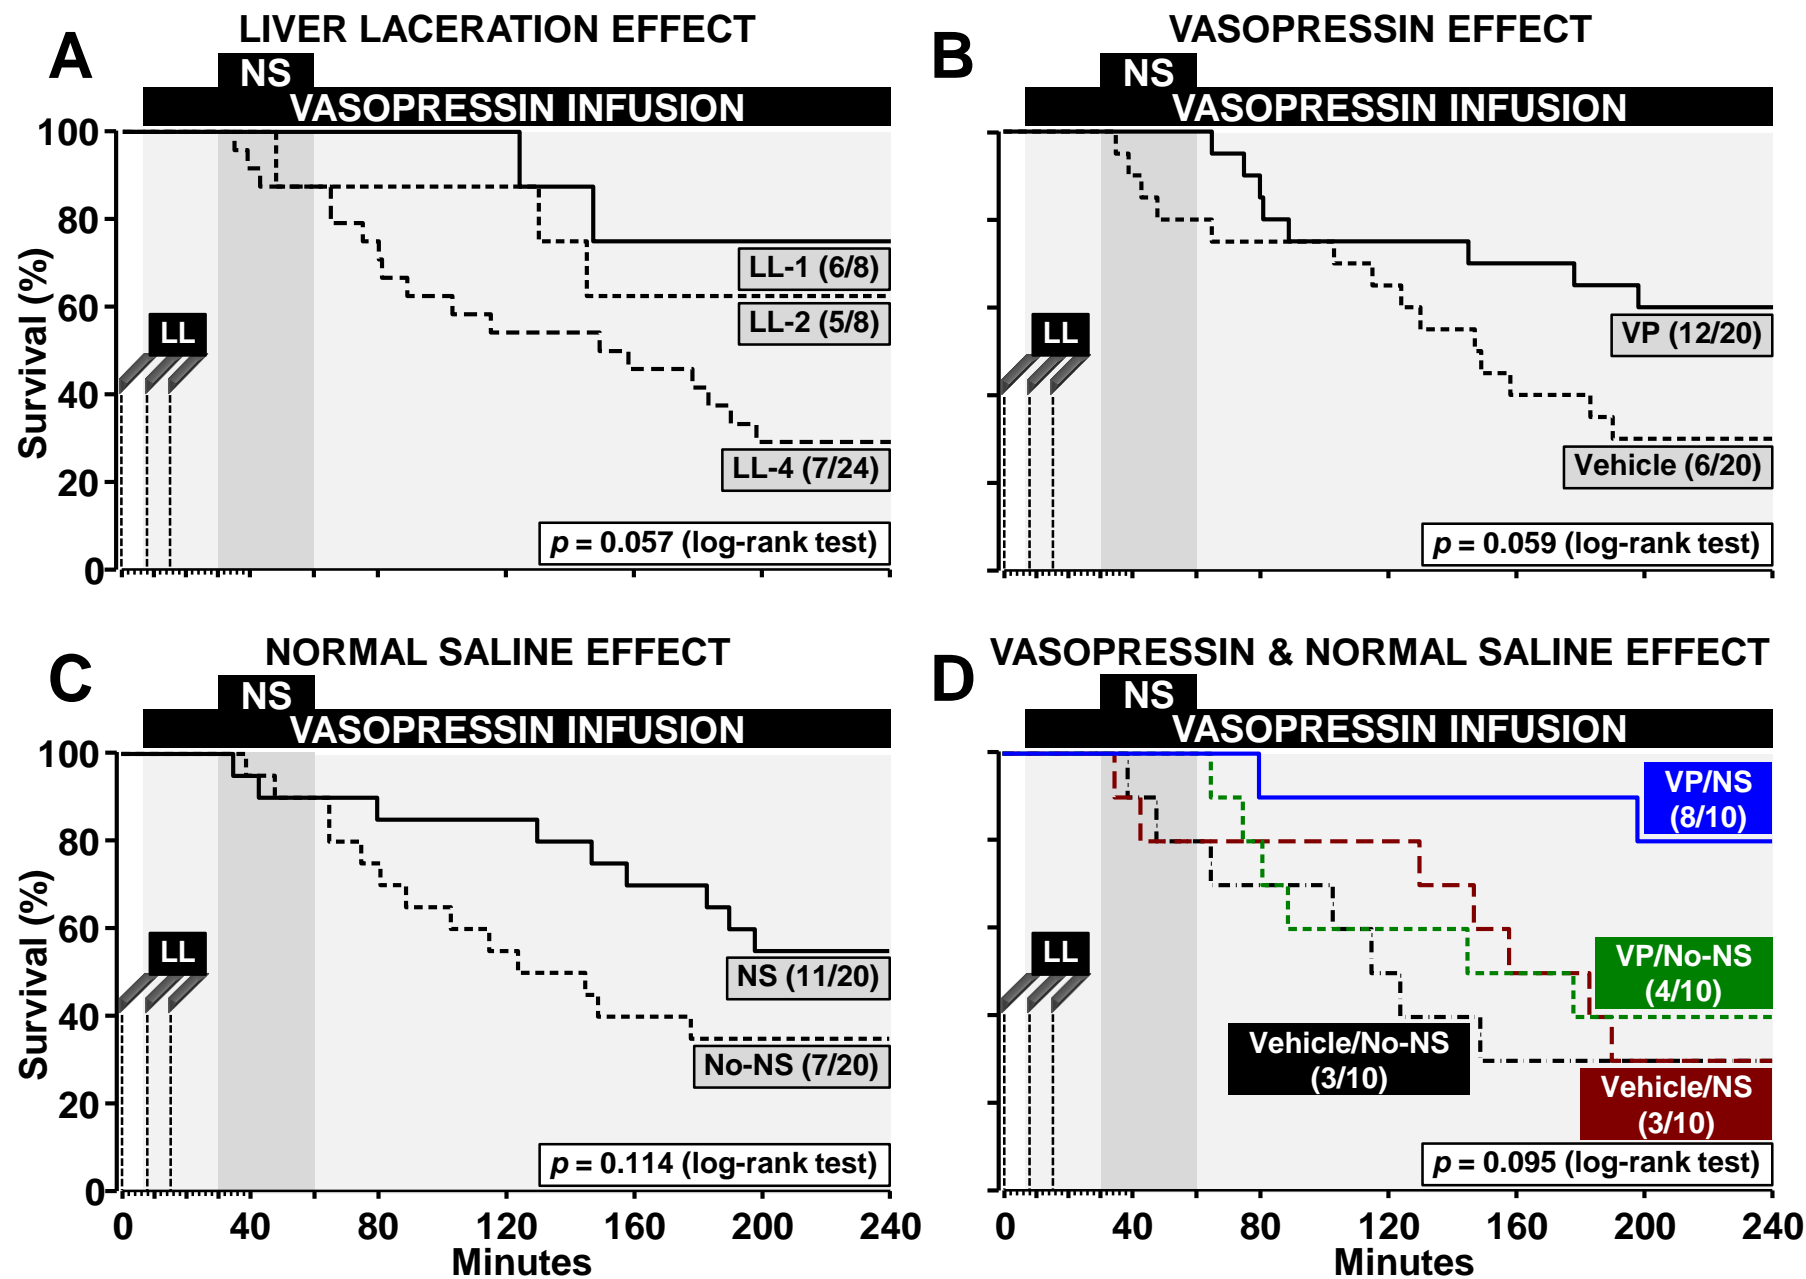 LIVER LACERATION EFFECT
A
NS
VASOPRESSIN INFUSION
Survival (%)
100
80
60
40
20
0
LL
LL-1 (6/8)
LL-2 (5/8)
LL-4 (7/24)
p = 0.057 (log-rank test)
VASOPRESSIN EFFECT
B
NS
VASOPRESSIN INFUSION
LL
VP (12/20)
Vehicle (6/20)
p = 0.059 (log-rank test)
NORMAL SALINE EFFECT
C
NS
VASOPRESSIN INFUSION
Survival (%)
100
80
60
40
20
0
LL
NS (11/20)
No-NS (7/20)
p = 0.114 (log-rank test)
0 40 80 120 160 200 240
Minutes
VASOPRESSIN & NORMAL SALINE EFFECT
D
NS
VASOPRESSIN INFUSION
LL
VP/NS
(8/10)
VP/No-NS
(4/10)
Vehicle/No-NS
(3/10)
Vehicle/NS
(3/10)
p = 0.095 (log-rank test)
0 40 80 120 160 200 240
Minutes